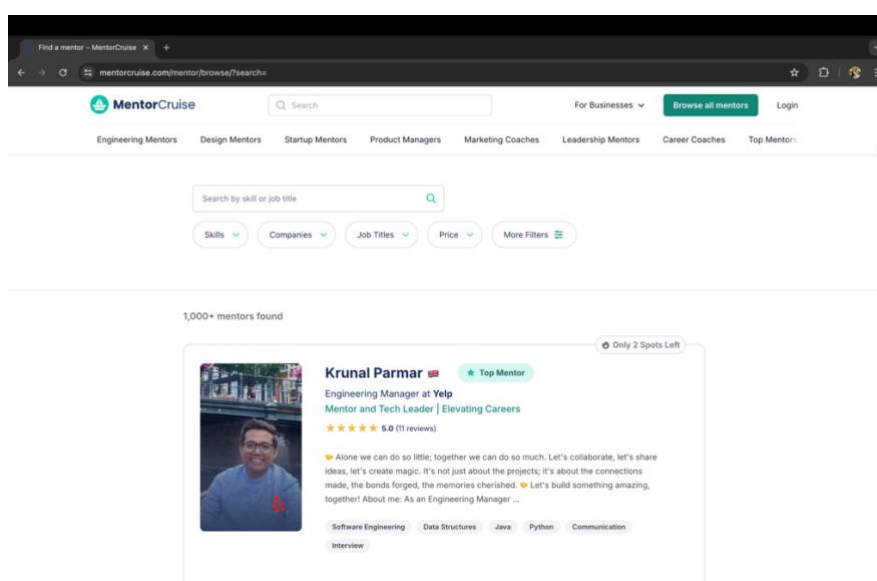 Find a mentor – MentorCruise
mentorcruise.com/mentor/browse/?search=
MentorCruise
Search
For Businesses
Browse all mentors
Login
Engineering Mentors Design Mentors Startup Mentors Product Managers Marketing Coaches Leadership Mentors Career Coaches Top Mentors
Search by skill or job title
Skills Companies Job Titles Price More Filters
1,000+ mentors found
Only 2 Spots Left
Krunal Parmar Top Mentor
Engineering Manager at Yelp
Mentor and Tech Leader | Elevating Careers
5.0 (11 reviews)
Alone we can do so little; together we can do so much. Let's collaborate, let's share
ideas, let's create magic. It's not just about the projects; it's about the connections
made, the bonds forged, the memories cherished. 🤝 Let's build something amazing,
together! About me: As an Engineering Manager ...
Software Engineering Data Structures Java Python Communication
Interview